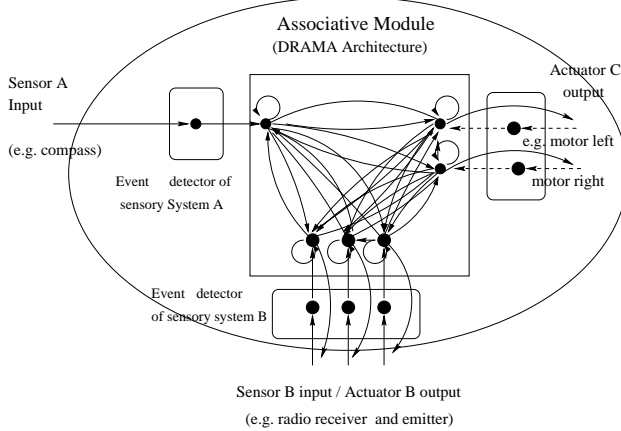 Associative Module
(DRAMA Architecture)
Sensor A
Input
(e.g. compass)
Actuator C
output
e.g. motor left
motor right
Event detector of
sensory System A
Event detector
of sensory system B
Sensor B input / Actuator B output
(e.g. radio receiver and emitter)